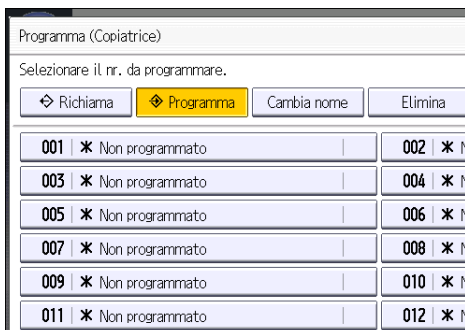 Programma (Copiatrice)
Selezionare il nr. da programmare.
Richiama Programma Cambia nome Elimina
001 Non programmato 002
003 Non programmato 004
005 Non programmato 006
007 Non programmato 008
009 Non programmato 010
011 Non programmato 012